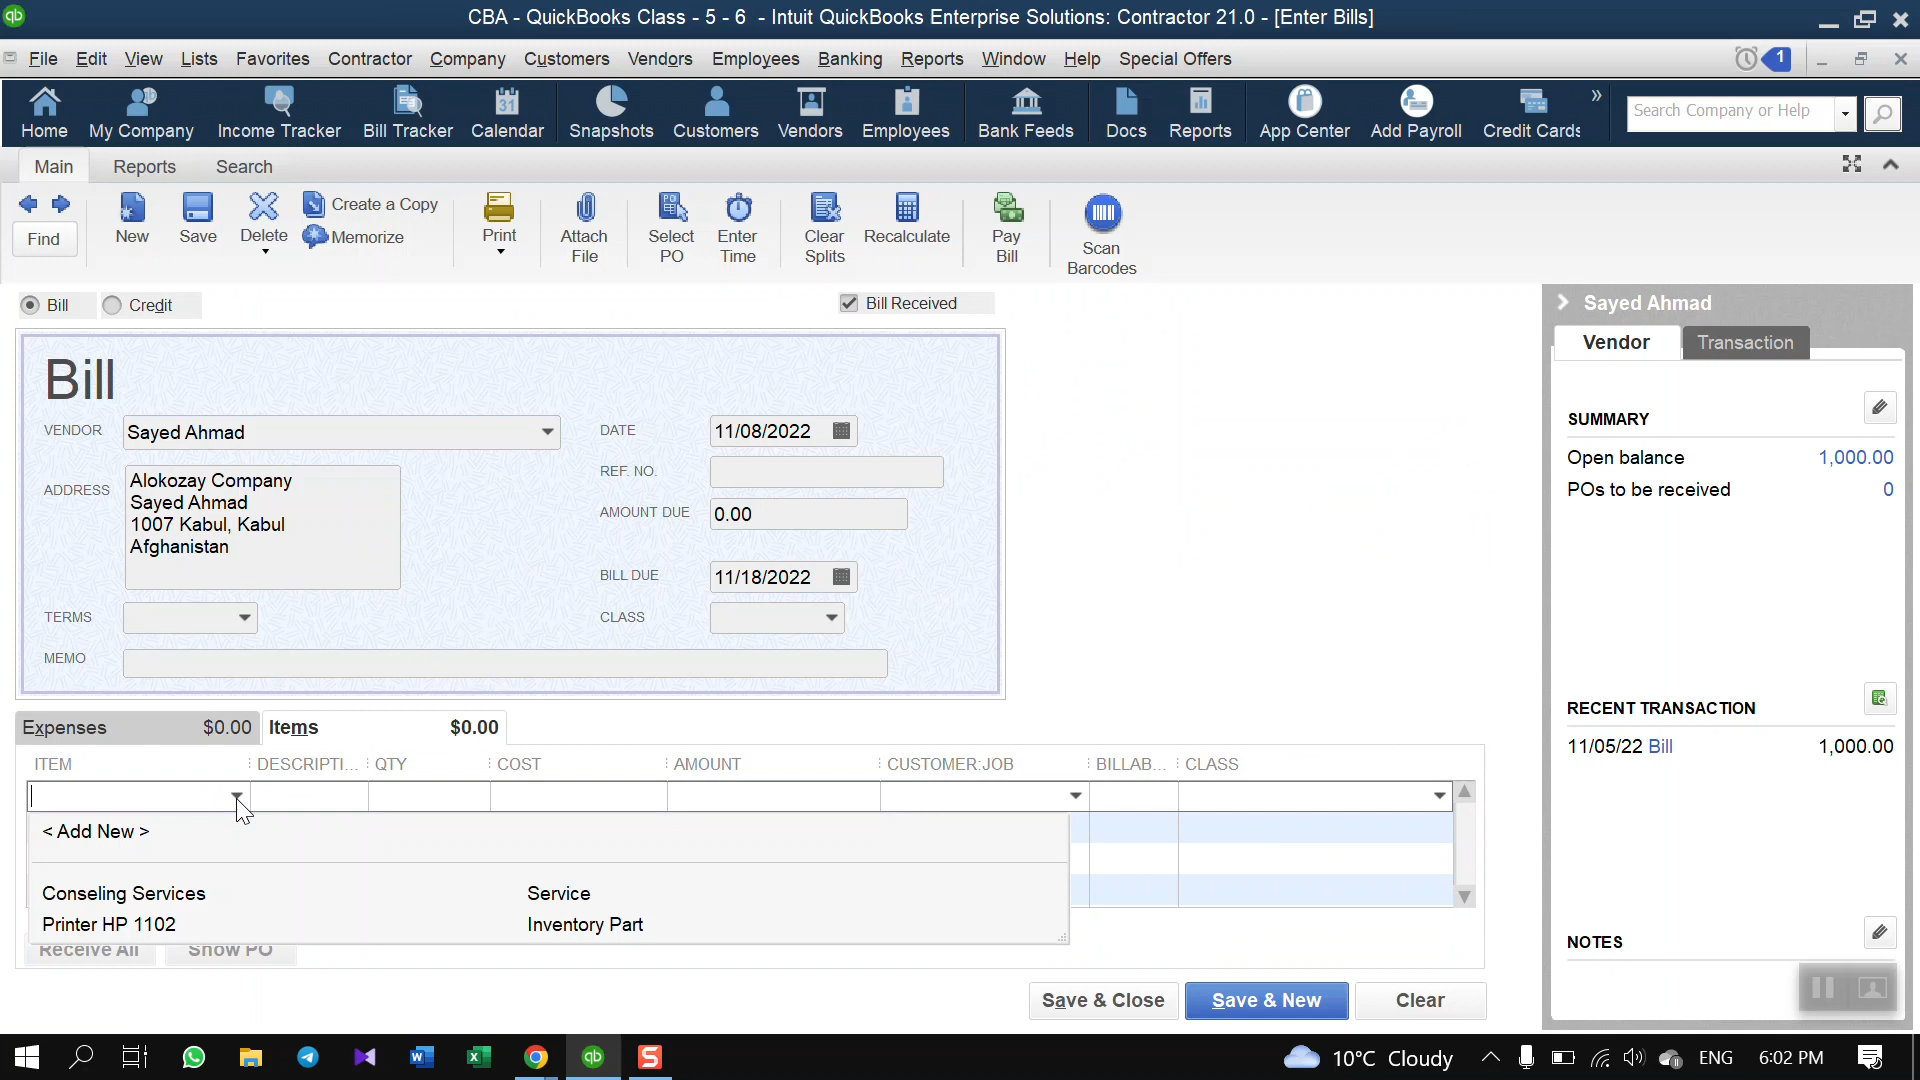 qb CBA - QuickBooks Class - 5 - 6 - Intuit QuickBooks Enterprise Solutions: Contractor 21.0 - [Enter Bills]
File Edit View Lists Favorites Contractor Company Customers Vendors Employees Banking Reports Window Help Special Offers 1
31
Home My Company Income Tracker Bill Tracker Calendar Snapshots Customers Vendors Employees Bank Feeds Docs Reports App Center Add Payroll Credit Cards » Search Company or Help
Main Reports Search
Find New Save Delete Create a Copy
Memorize
Print Attach File Select PO Enter Time Clear Splits Recalculate Pay Bill Scan Barcodes
Bill Credit Bill Received
Bill
VENDOR Sayed Ahmad
DATE 11/08/2022
ADDRESS Alokozay Company
Sayed Ahmad
1007 Kabul, Kabul
Afghanistan
REF. NO.
AMOUNT DUE 0.00
BILL DUE 11/18/2022
TERMS
CLASS
MEMO
Expenses $0.00 Items $0.00
ITEM DESCRIPTI... QTY COST AMOUNT CUSTOMER:JOB BILLAB... CLASS
< Add New >
Conseling Services Service
Printer HP 1102 Inventory Part
Receive All Show PO
Save & Close Save & New Clear
Sayed Ahmad
Vendor Transaction
SUMMARY
Open balance 1,000.00
POs to be received 0
RECENT TRANSACTION
11/05/22 Bill 1,000.00
NOTES
10°C Cloudy ENG 6:02 PM